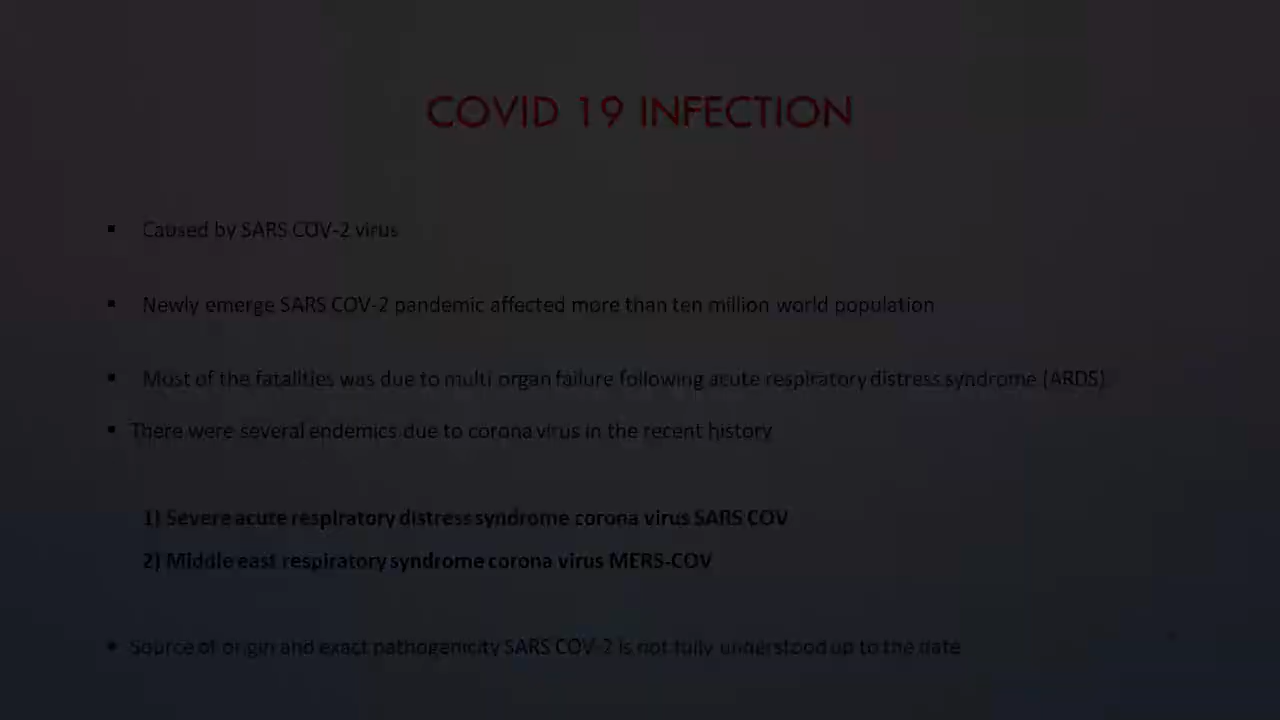 COVID 19 INFECTION
▪ Caused by SARS COV-2 virus
▪ Newly emerge SARS COV-2 pandemic affected more than ten million world population
▪ Most of the fatalities was due to multi organ failure following acute respiratory distress syndrome (ARDS)
▪ There were several endemics due to corona virus in the recent history
1) Severe acute respiratory distress syndrome corona virus SARS COV
2) Middle east respiratory syndrome corona virus MERS-COV
▪ Source of origin and exact pathogenicity SARS COV-2 is not fully understood up to the date